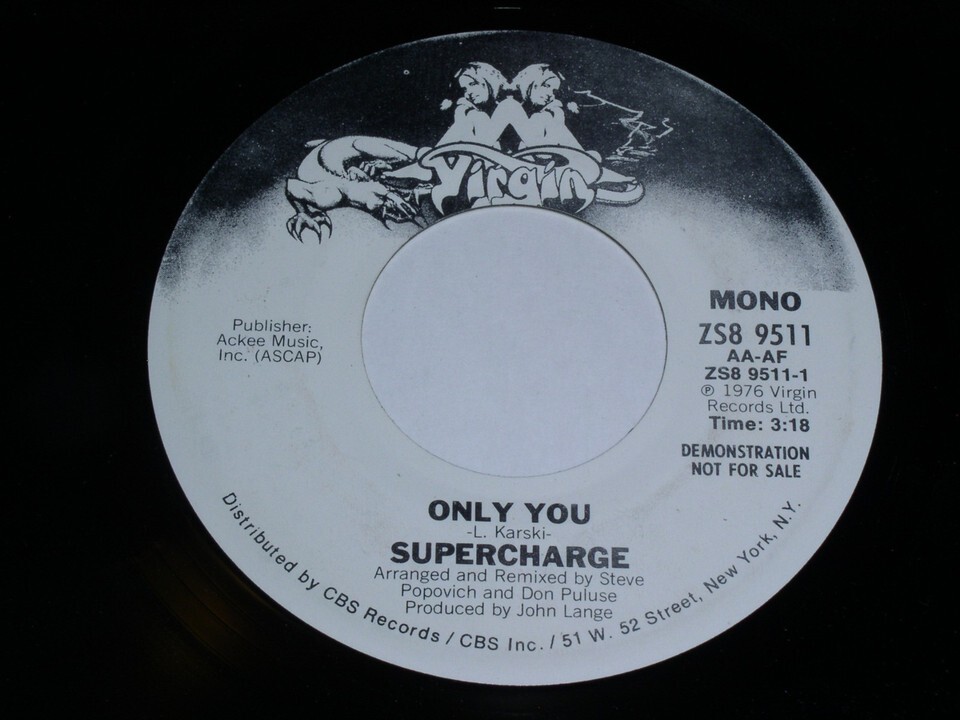 Virgin
MONO
ZS8 9511
AA-AF
ZS8 9511-1
℗ 1976 Virgin
Records Ltd.
Time: 3:18
DEMONSTRATION
NOT FOR SALE
Publisher:
Ackee Music,
Inc. (ASCAP)
ONLY YOU
-L. Karski-
SUPERCHARGE
Arranged and Remixed by Steve
Popovich and Don Puluse
Produced by John Lange
Distributed by CBS Records / CBS Inc. / 51 W. 52 Street, New York, N.Y.